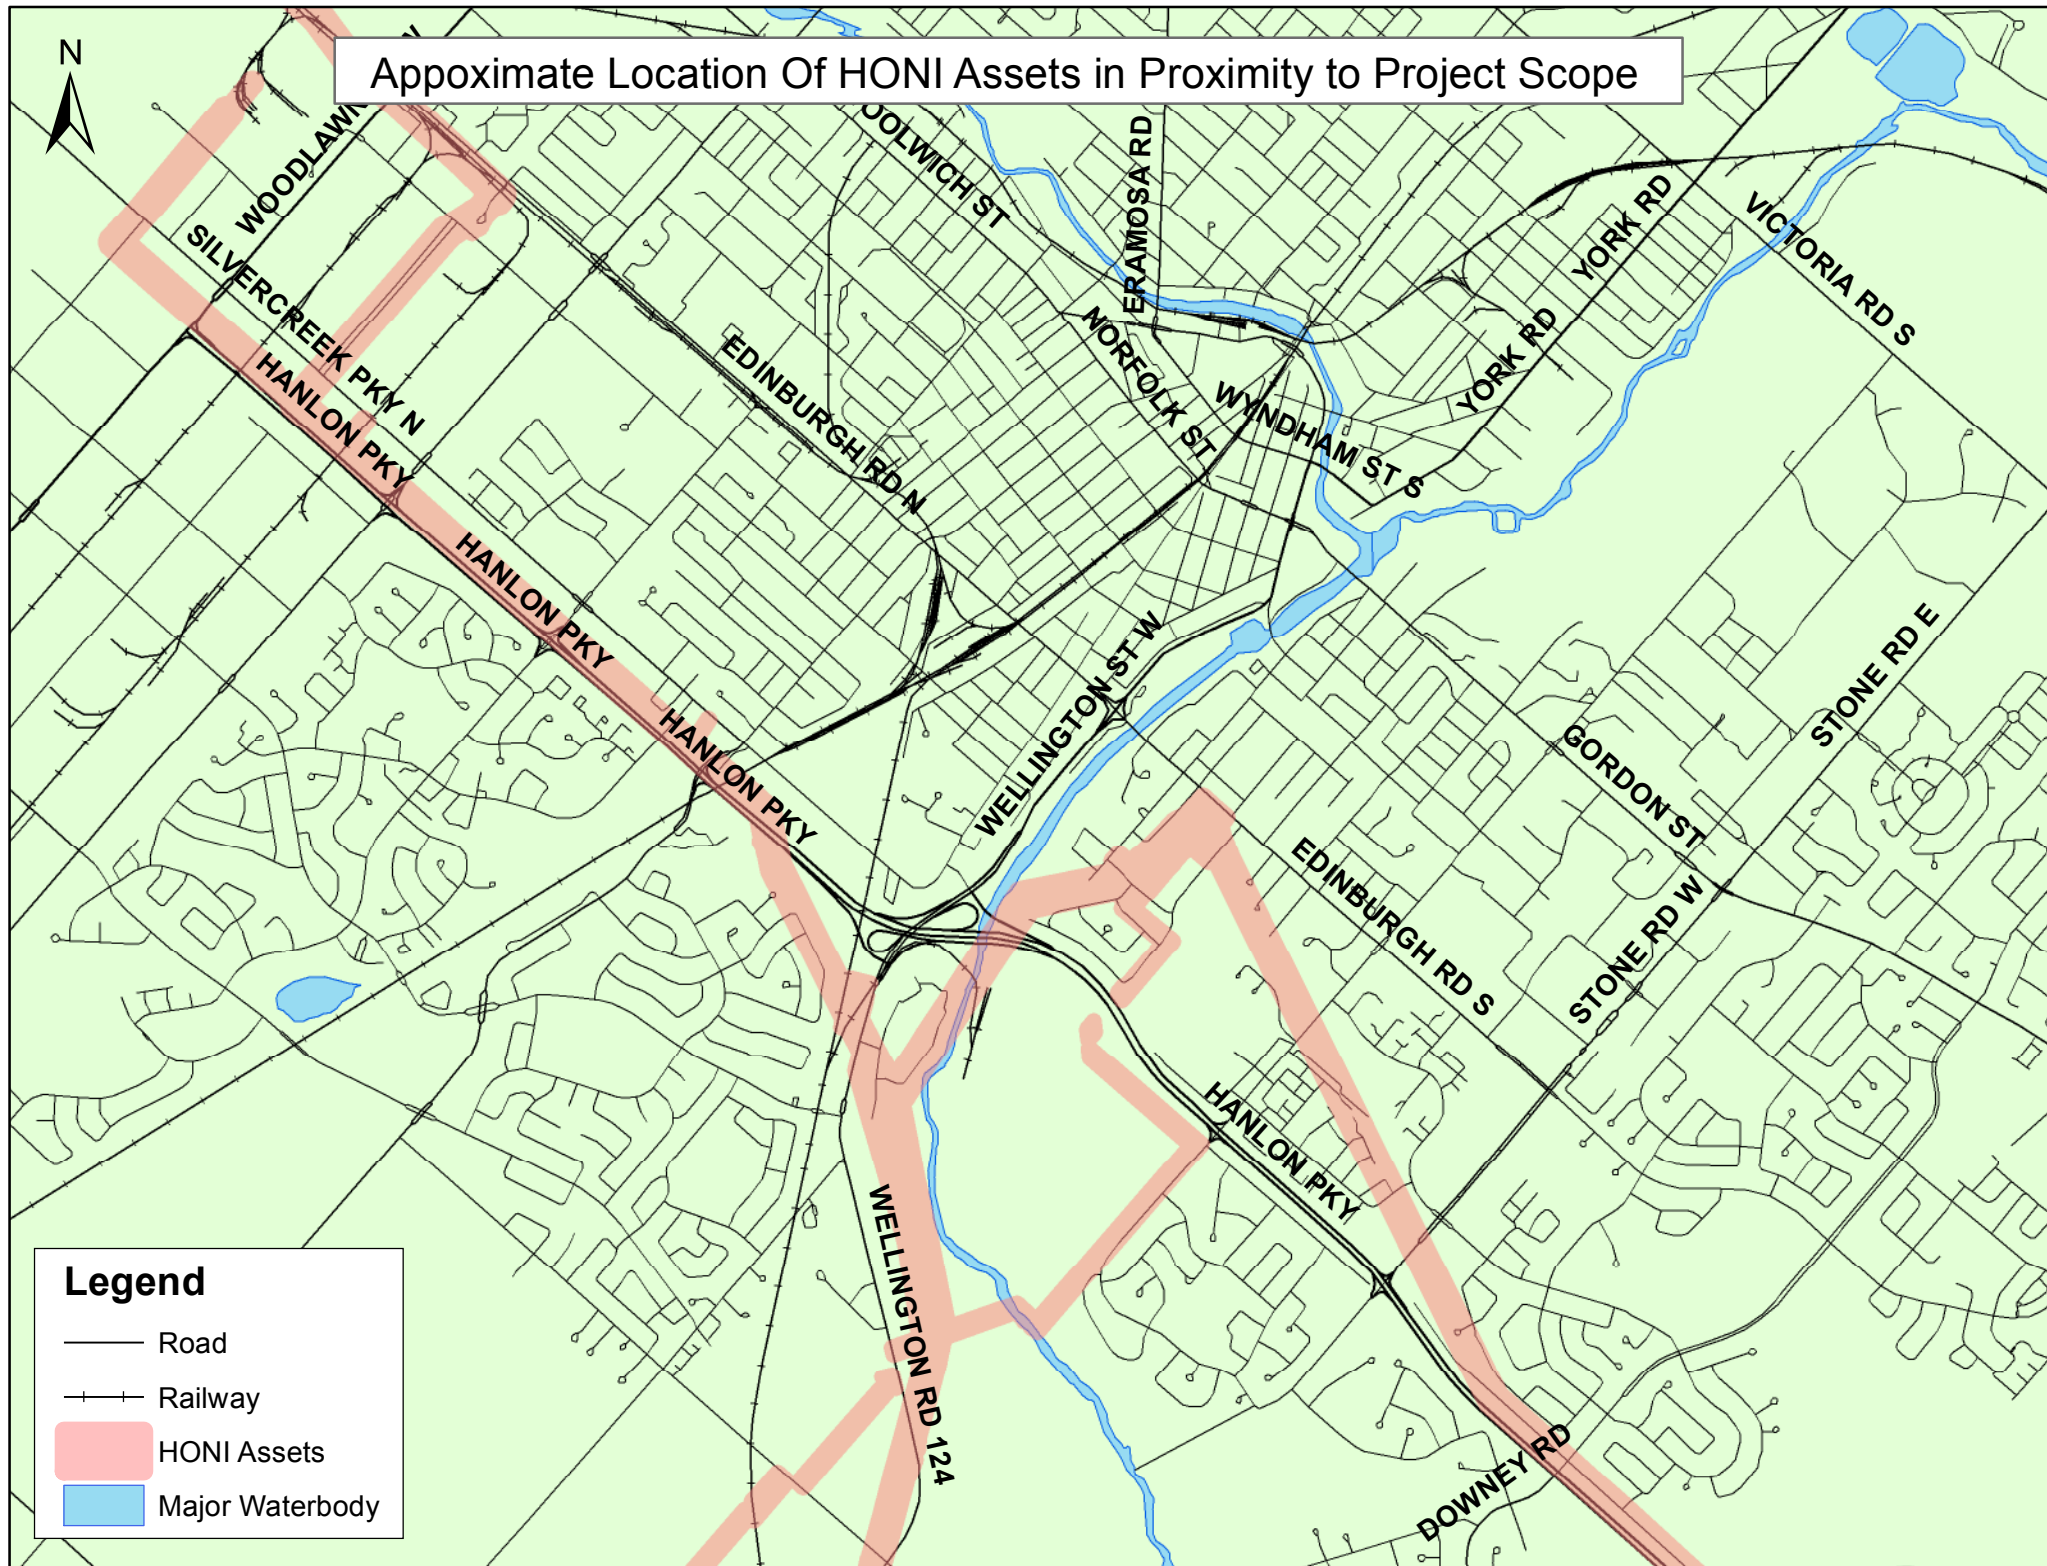 N
Appoximate Location Of HONI Assets in Proximity to Project Scope
OOLWICH ST
ERAMOSA RD
YORK RD
VICTORIA RD S
SILVERCREEK PKY N
HANLON PKY
EDINBURGH RD N
NORFOLK ST
WYNDHAM ST S
YORK RD
HANLON PKY
WELLINGTON ST W
STONE RD E
HANLON PKY
GORDON ST
EDINBURGH RD S
STONE RD W
HANLON PKY
WELLINGTON RD 124
DOWNEY RD
Legend
Road
Railway
HONI Assets
Major Waterbody